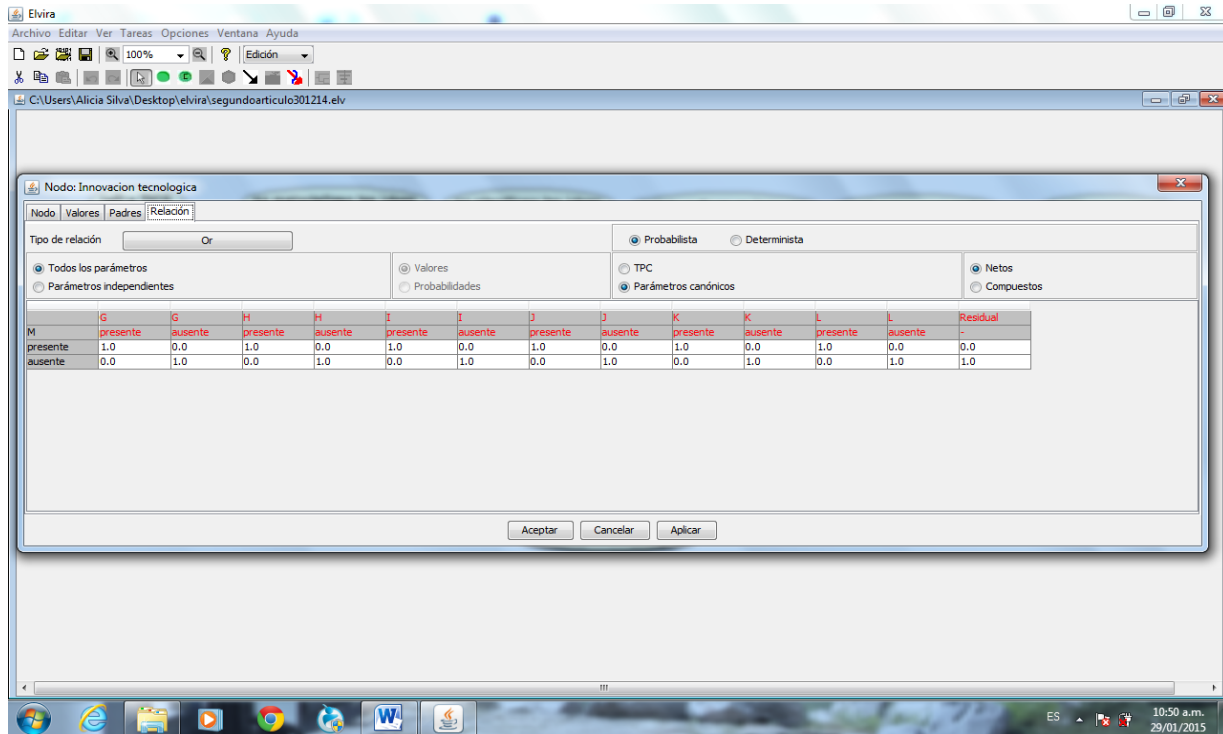 Elvira
Archivo Editar Ver Tareas Opciones Ventana Ayuda
100% Edición
C:\Users\Alicia Silva\Desktop\elvira\segundoarticulo301214.elv
Nodo: Innovacion tecnologica
Nodo Valores Padres Relación
Tipo de relación Or Probabilista Determinista
Todos los parámetros Valores TPC Netos
Parámetros independientes Probabilidades Parámetros canónicos Compuestos
G G H H I I J J K K L L Residual
M presente ausente presente ausente presente ausente presente ausente presente ausente presente ausente -
presente 1.0 0.0 1.0 0.0 1.0 0.0 1.0 0.0 1.0 0.0 1.0 0.0 0.0
ausente 0.0 1.0 0.0 1.0 0.0 1.0 0.0 1.0 0.0 1.0 0.0 1.0 1.0
Aceptar Cancelar Aplicar
ES 10:50 a.m.
29/01/2015